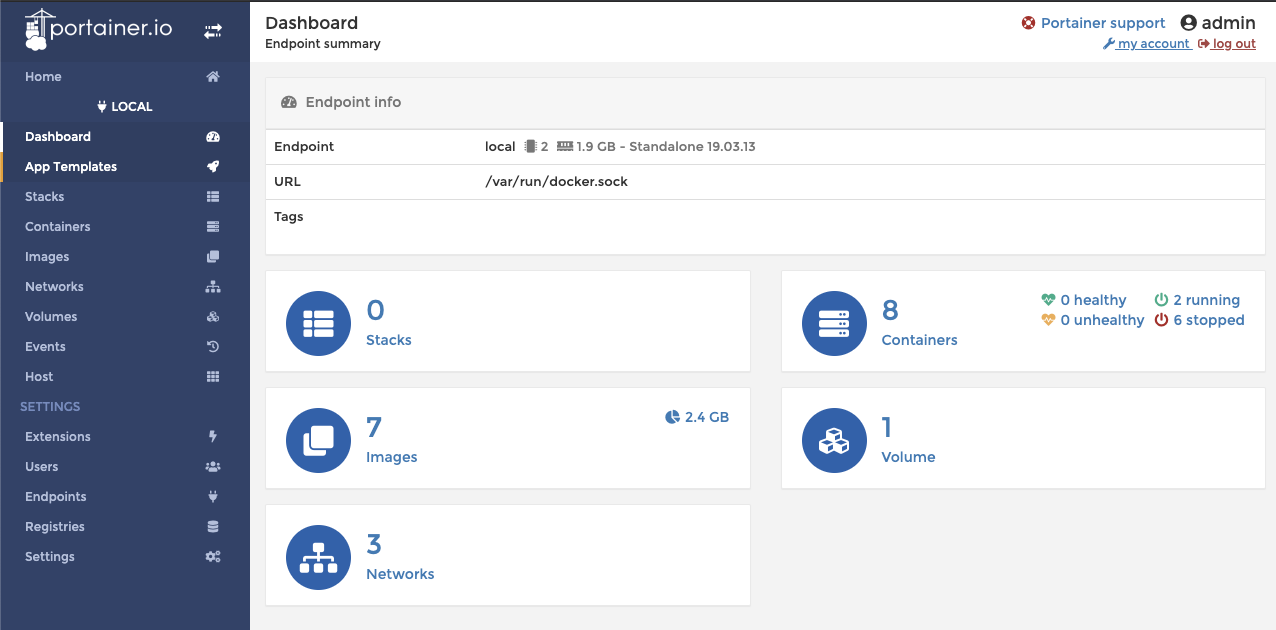 portainer.io
Home
LOCAL
Dashboard
App Templates
Stacks
Containers
Images
Networks
Volumes
Events
Host
SETTINGS
Extensions
Users
Endpoints
Registries
Settings
Dashboard
Endpoint summary
Portainer support admin
my account log out
Endpoint info
Endpoint local 2 1.9 GB - Standalone 19.03.13
URL /var/run/docker.sock
Tags
0
Stacks
8
Containers
0 healthy 2 running
0 unhealthy 6 stopped
7
Images
2.4 GB
1
Volume
3
Networks